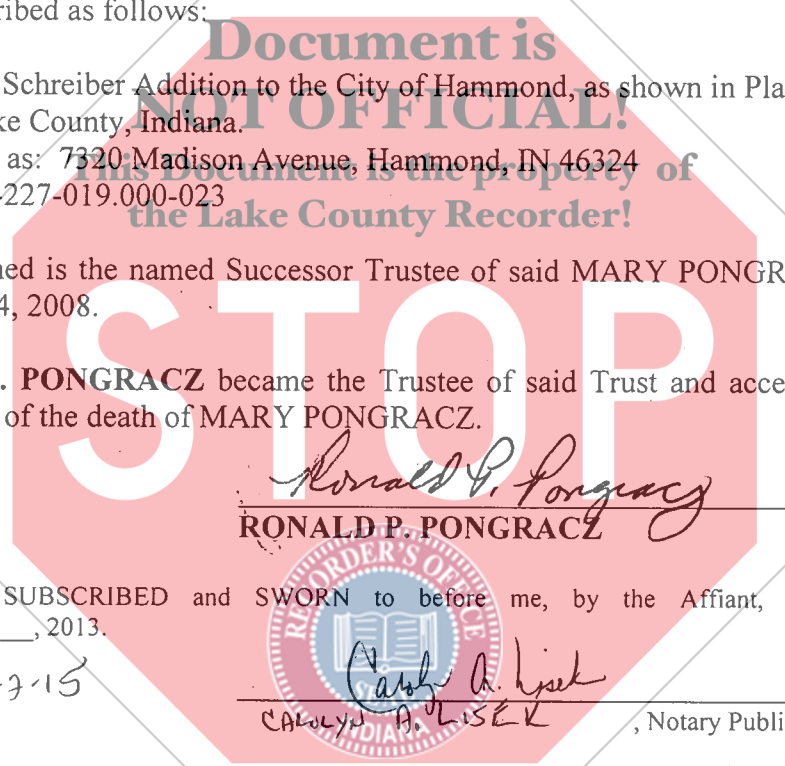 ribed as follows:
Document is
Schreiber Addition to the City of Hammond, as shown in Pla
NOT OFFICIAL!
ke County, Indiana.
as: 7320 Madison Avenue, Hammond, IN 46324
This Document is the property of
-227-019.000-023
the Lake County Recorder!
ned is the named Successor Trustee of said MARY PONGR
4, 2008.
STOP
. PONGRACZ became the Trustee of said Trust and acce
of the death of MARY PONGRACZ.
Ronald P. Pongracz
RONALD P. PONGRACZ
RECORDER'S OFFICE
SUBSCRIBED and SWORN to before me, by the Affiant,
, 2013.
-7-15
Carolyn A. Lisek
SEAL
CAROLYN A. LISEK , Notary Publi
INDIANA